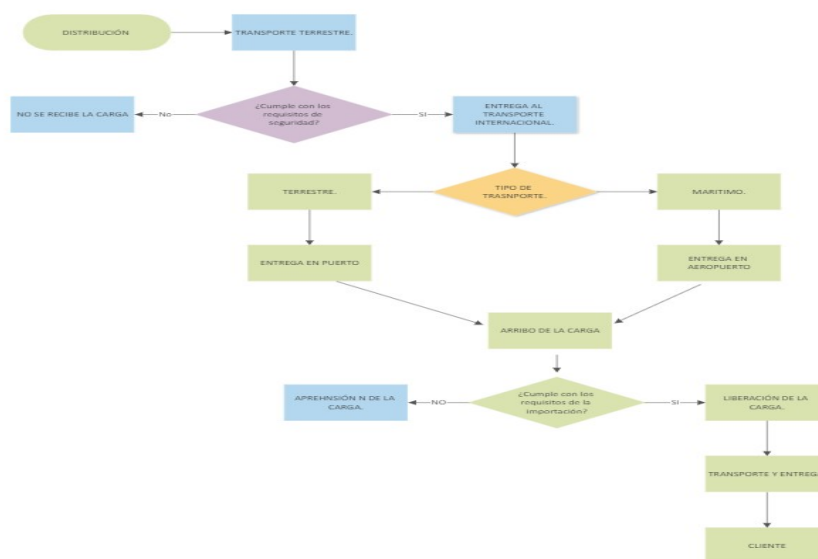 DISTRIBUCIÓN
TRANSPORTE TERRESTRE.
NO SE RECIBE LA CARGA
No
¿Cumple con los
requisitos de
seguridad?
SI
ENTREGA AL
TRANSPORTE
INTERNACIONAL.
TERRESTRE.
TIPO DE
TRASNPORTE.
MARITIMO.
ENTREGA EN PUERTO
ENTREGA EN
AEROPUERTO
ARRIBO DE LA CARGA
APREHNSIÓN N DE LA
CARGA.
NO
¿Cumple con los
requisitos de la
importación?
SI
LIBERACIÓN DE LA
CARGA.
TRANSPORTE Y ENTREGA
CLIENTE